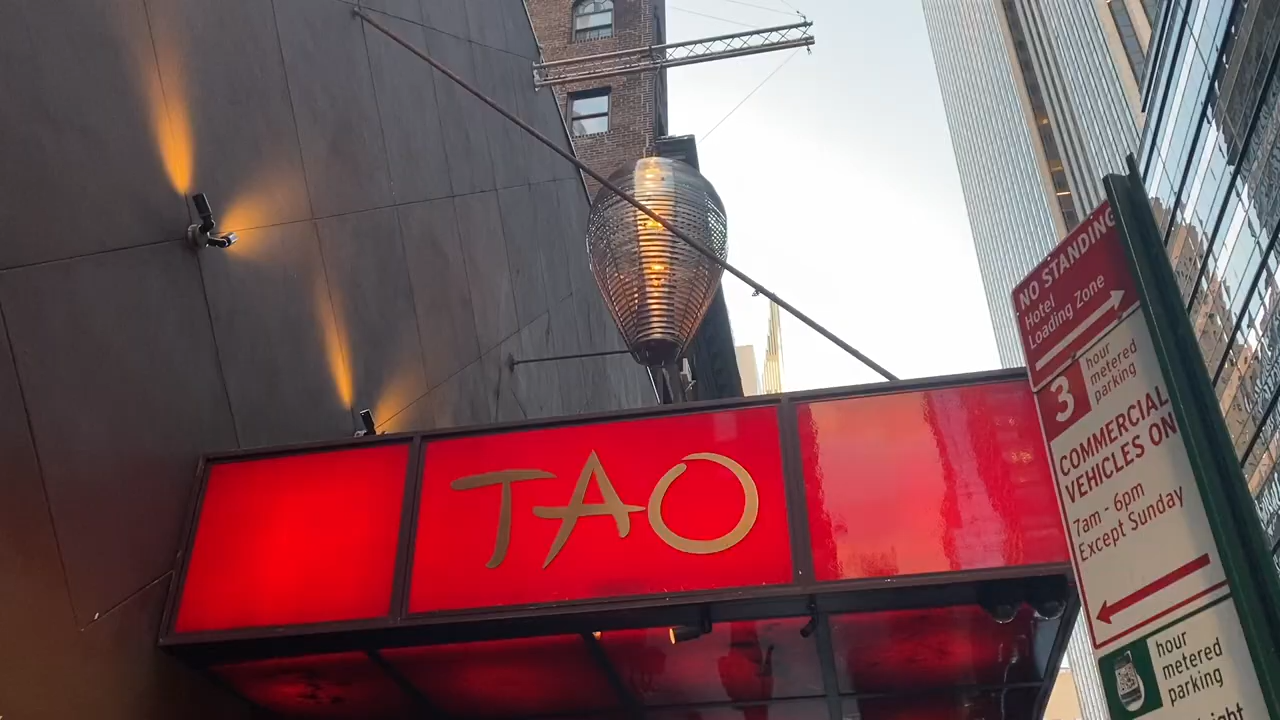 TAO
NO STANDING
Hotel
Loading Zone
3 hour
metered
parking
COMMERCIAL
VEHICLES ON
7am - 6pm
Except Sunday
hour
metered
parking